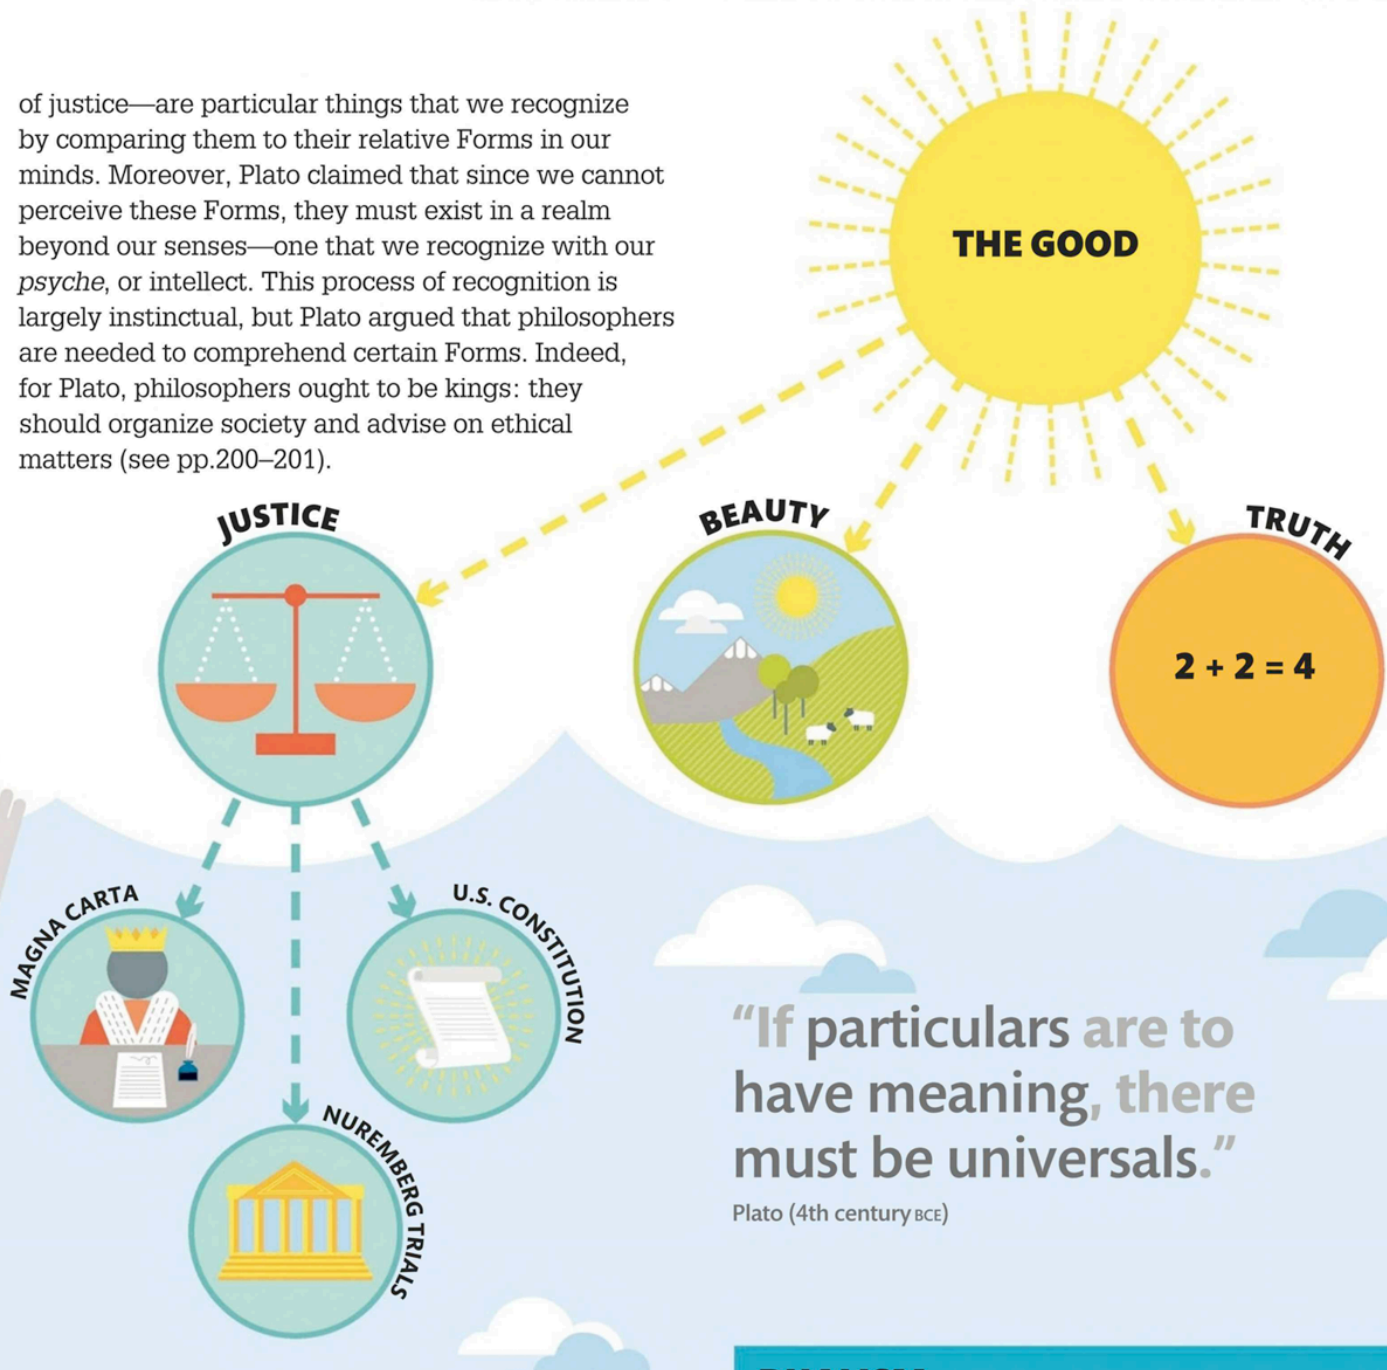 of justice—are particular things that we recognize
by comparing them to their relative Forms in our
minds. Moreover, Plato claimed that since we cannot
perceive these Forms, they must exist in a realm
beyond our senses—one that we recognize with our
psyche, or intellect. This process of recognition is
largely instinctual, but Plato argued that philosophers
are needed to comprehend certain Forms. Indeed,
for Plato, philosophers ought to be kings: they
should organize society and advise on ethical
matters (see pp.200–201).
THE GOOD
JUSTICE
BEAUTY
TRUTH
2 + 2 = 4
MAGNA CARTA
U.S. CONSTITUTION
NUREMBERG TRIALS
“If particulars are to
have meaning, there
must be universals.”
Plato (4th century BCE)